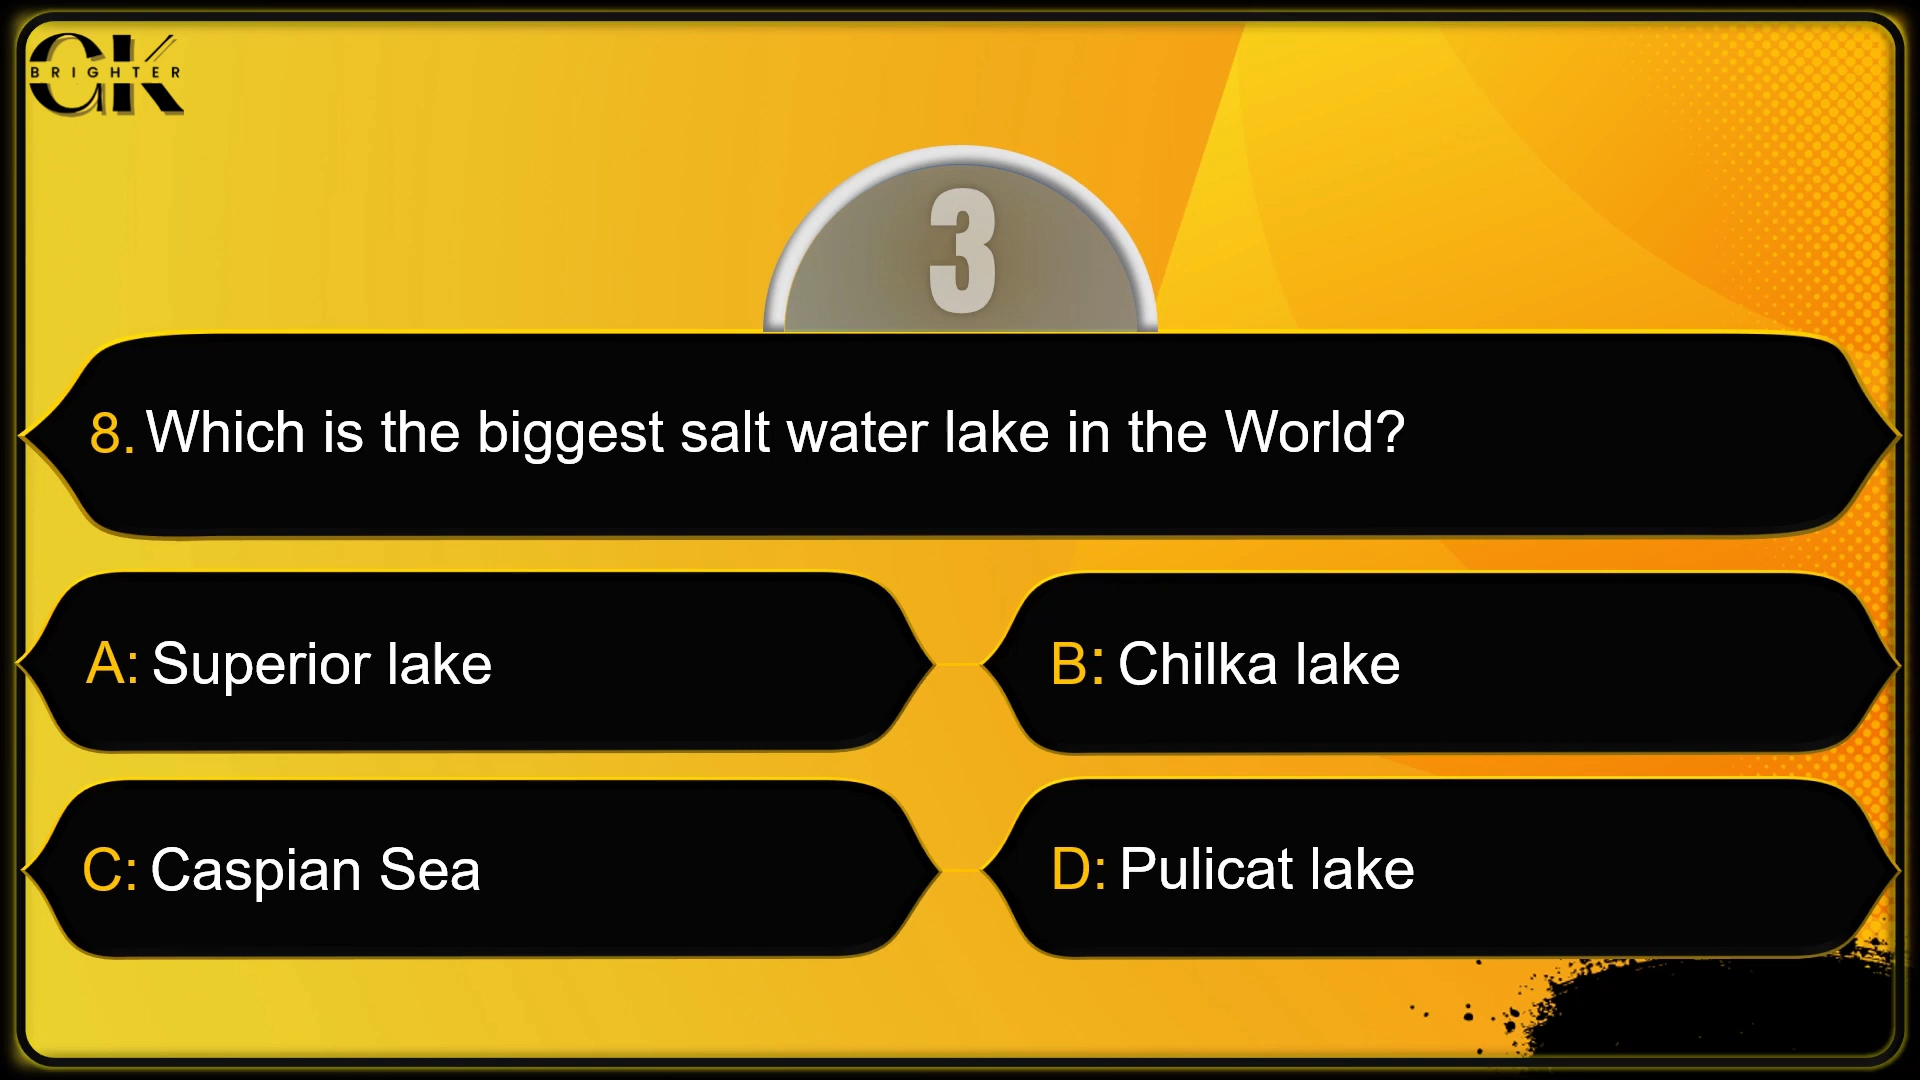 GK
BRIGHTER
3
8. Which is the biggest salt water lake in the World?
A: Superior lake
B: Chilka lake
C: Caspian Sea
D: Pulicat lake